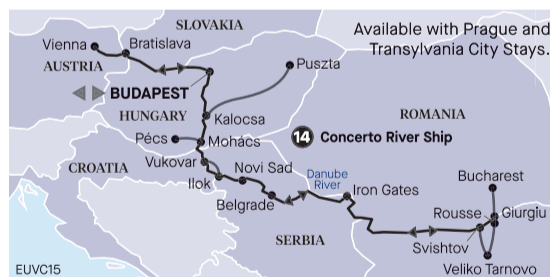 SLOVAKIA
Available with Prague and
Transylvania City Stays.
Vienna
Bratislava
AUSTRIA
Puszta
BUDAPEST
HUNGARY
Kalocsa
ROMANIA
Pécs
Mohács
14 Concerto River Ship
CROATIA
Vukovar
Novi Sad
Ilok
Danube
River
Iron Gates
Bucharest
Belgrade
Rousse
Giurgiu
SERBIA
Svishtov
EUVC15
Veliko Tarnovo